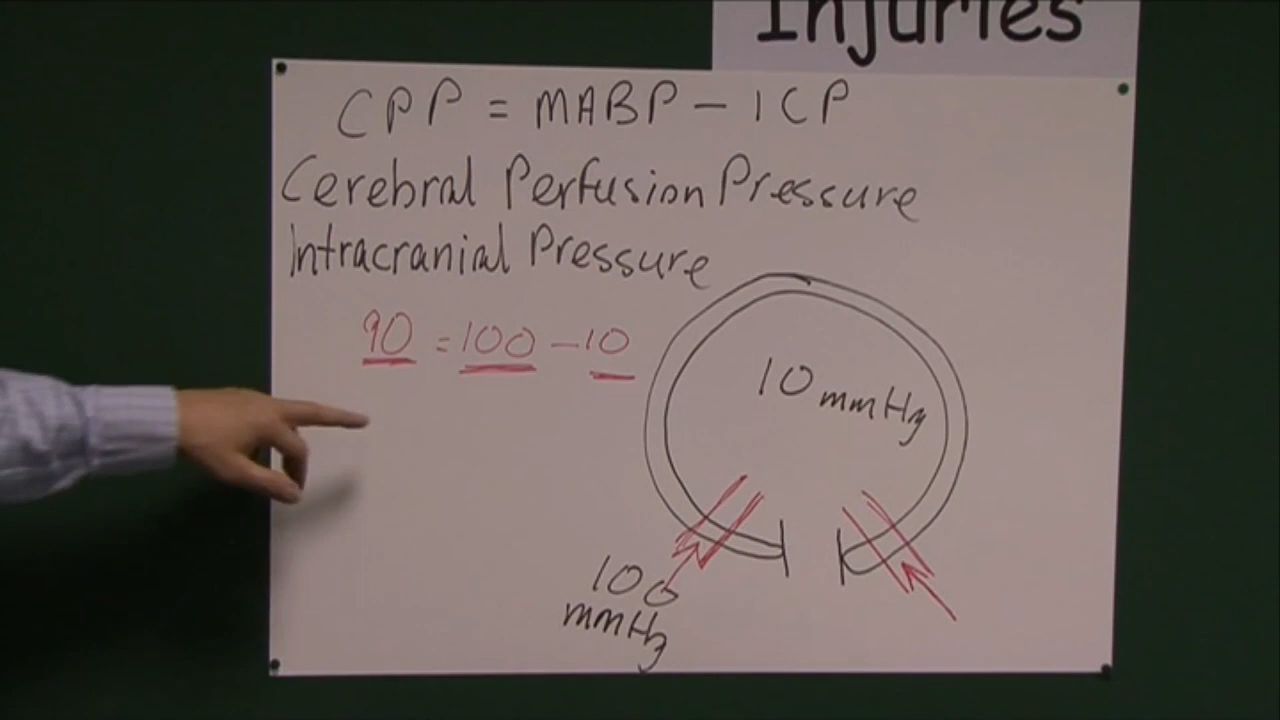 Injuries
CPP = MABP - ICP
Cerebral Perfusion Pressure
Intracranial Pressure
90 = 100 - 10
10 mmHg
100
mmHg